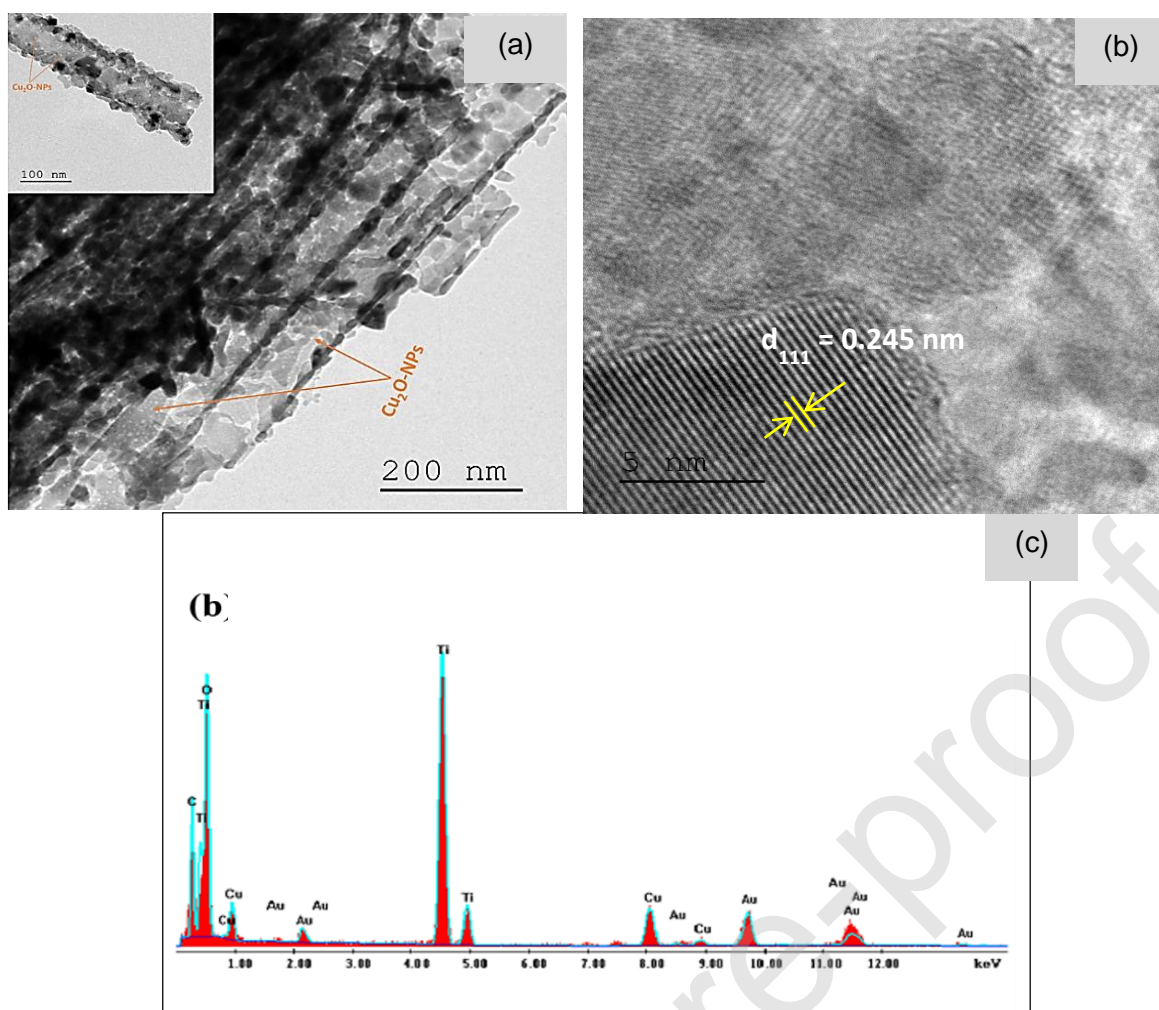 (a)
Cu₂O-NPs
100 nm
Cu₂O-NPs
200 nm
(b)
d₁₁₁ = 0.245 nm
5 nm
(c)
(b)
Ti
O
Ti
C
Ti
Cu
Cu
Au
Au
Au
Ti
Cu
Au
Cu
Au
Au
Au
Au
Au
1.00 2.00 3.00 4.00 5.00 6.00 7.00 8.00 9.00 10.00 11.00 12.00 keV
re-proof